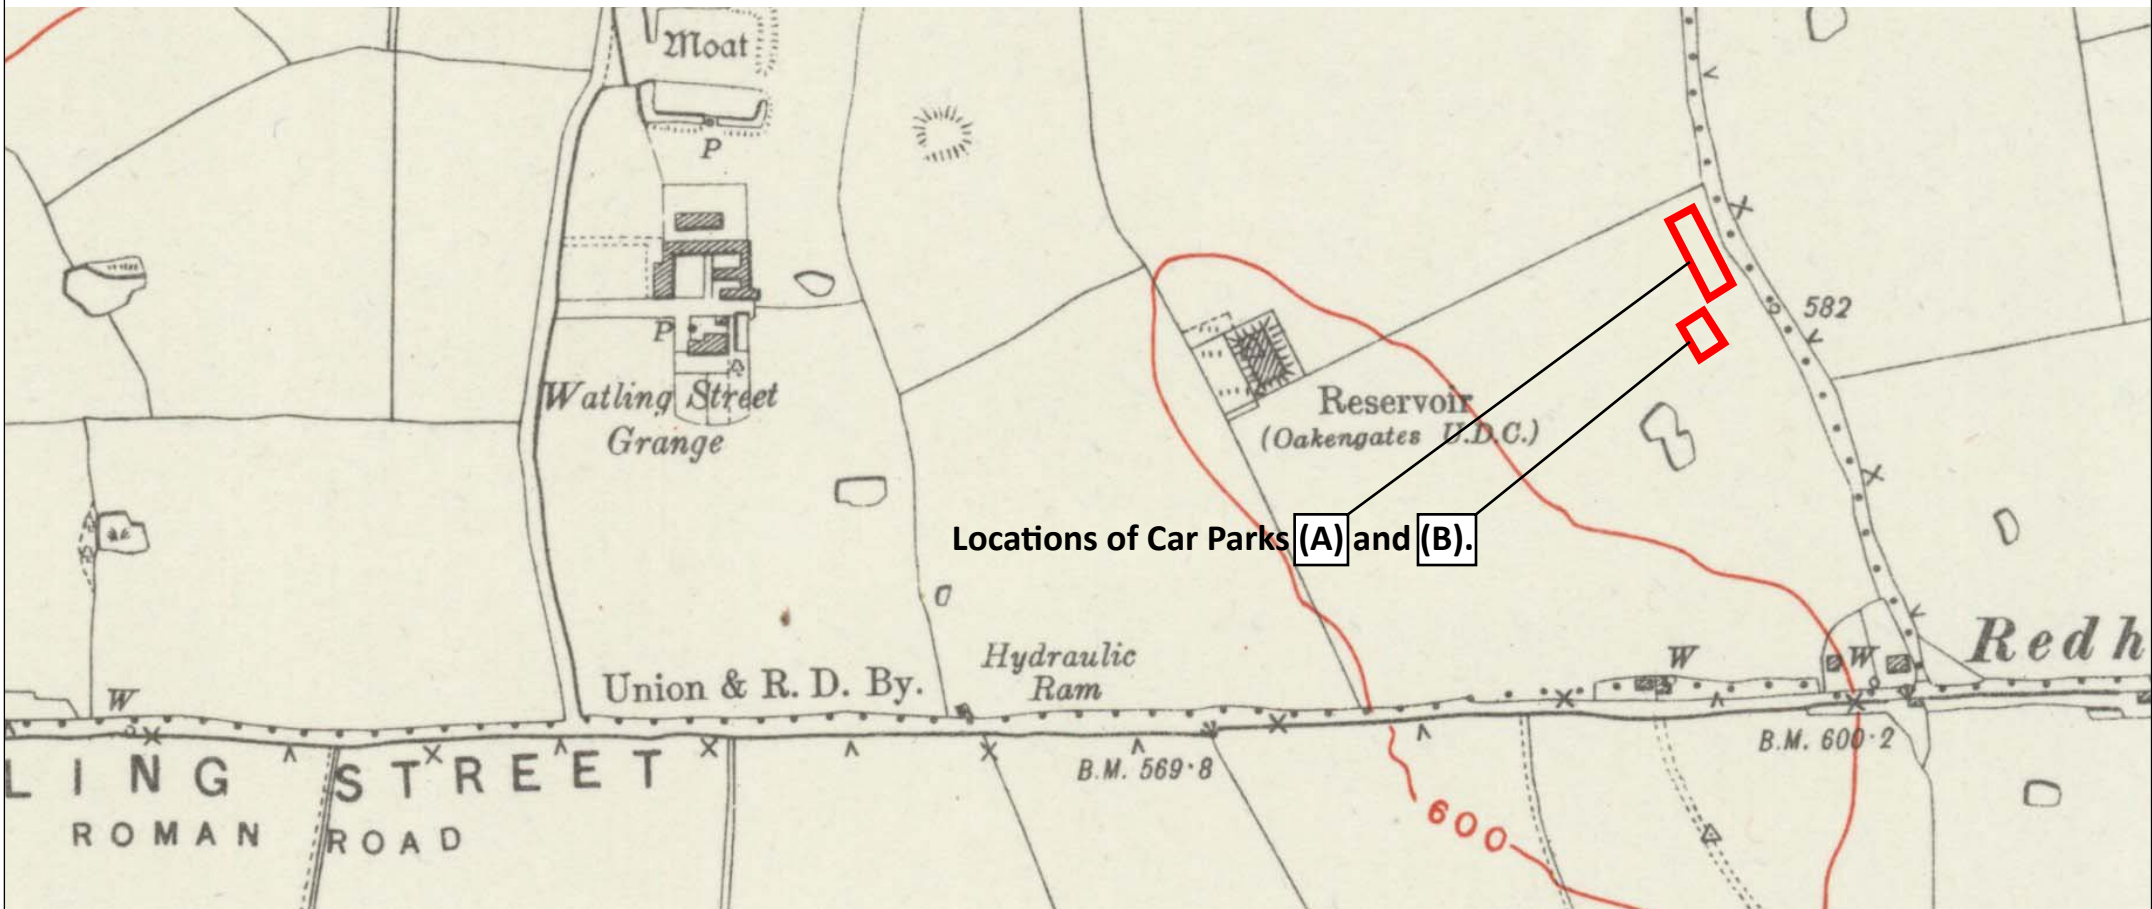 Moat
P
582
P
Watling Street
Grange
Reservoir
(Oakengates U.D.C.)
Locations of Car Parks (A) and (B).
Hydraulic
Ram
Union & R. D. By.
W
W
W
Redh
B.M. 600·2
B.M. 569·8
LING STREET
ROMAN ROAD
600